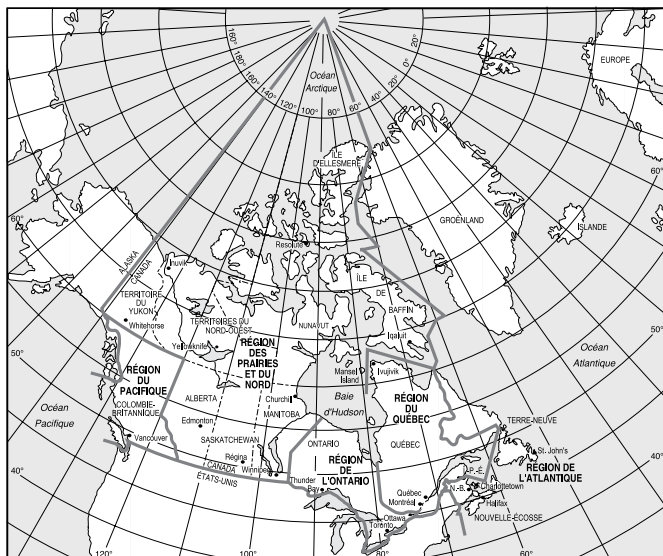 160°
160°
180°
160°
140°
120°
100°
80°
60°
40°
20°
0°
20°
Océan
Arctique
EUROPE
ÎLE
D'ELLESMERE
GROËNLAND
ISLANDE
60°
60°
Resolute
ALASKA
CANADA
Inuvik
ÎLE
DE
BAFFIN
TERRITOIRE
DU
YUKON
Whitehorse
TERRITOIRES DU
NORD-OUEST
Yellowknife
NUNAVUT
Iqaluit
RÉGION
DES
PRAIRIES
ET DU
NORD
Mansel
Island
Ivujivik
50°
50°
Océan
Atlantique
RÉGION
DU
PACIFIQUE
COLOMBIE-
BRITANNIQUE
ALBERTA
Edmonton
Churchill
MANITOBA
Baie
d'Hudson
RÉGION
DU
QUÉBEC
QUÉBEC
TERRE-NEUVE
Océan
Pacifique
Vancouver
SASKATCHEWAN
Régina
Winnipeg
CANADA
ÉTATS-UNIS
ONTARIO
RÉGION
DE
L'ONTARIO
Thunder
Bay
St. John's
RÉGION DE
L'ATLANTIQUE
Î.-P.-É.
N.-B.
Charlottetown
Halifax
NOUVELLE-ÉCOSSE
Québec
Montréal
Ottawa
Toronto
40°
40°
120°
100°
80°
60°